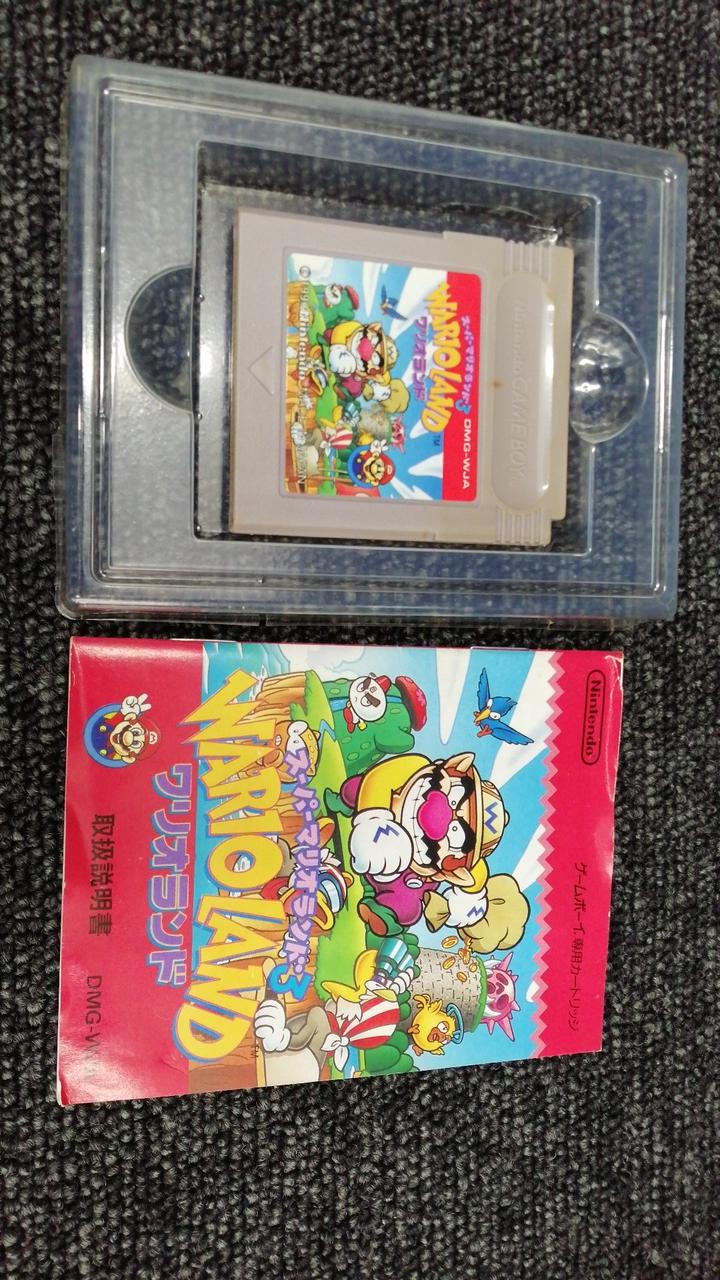 Nintendo GAME BOY
DMG-WJA
スーパーマリオランド3
WARIO LAND
TM
ワリオランド
Nintendo
Nintendo
ゲームボーイ専用カートリッジ
スーパーマリオランド3
WARIO LAND
TM
ワリオランド
取扱説明書